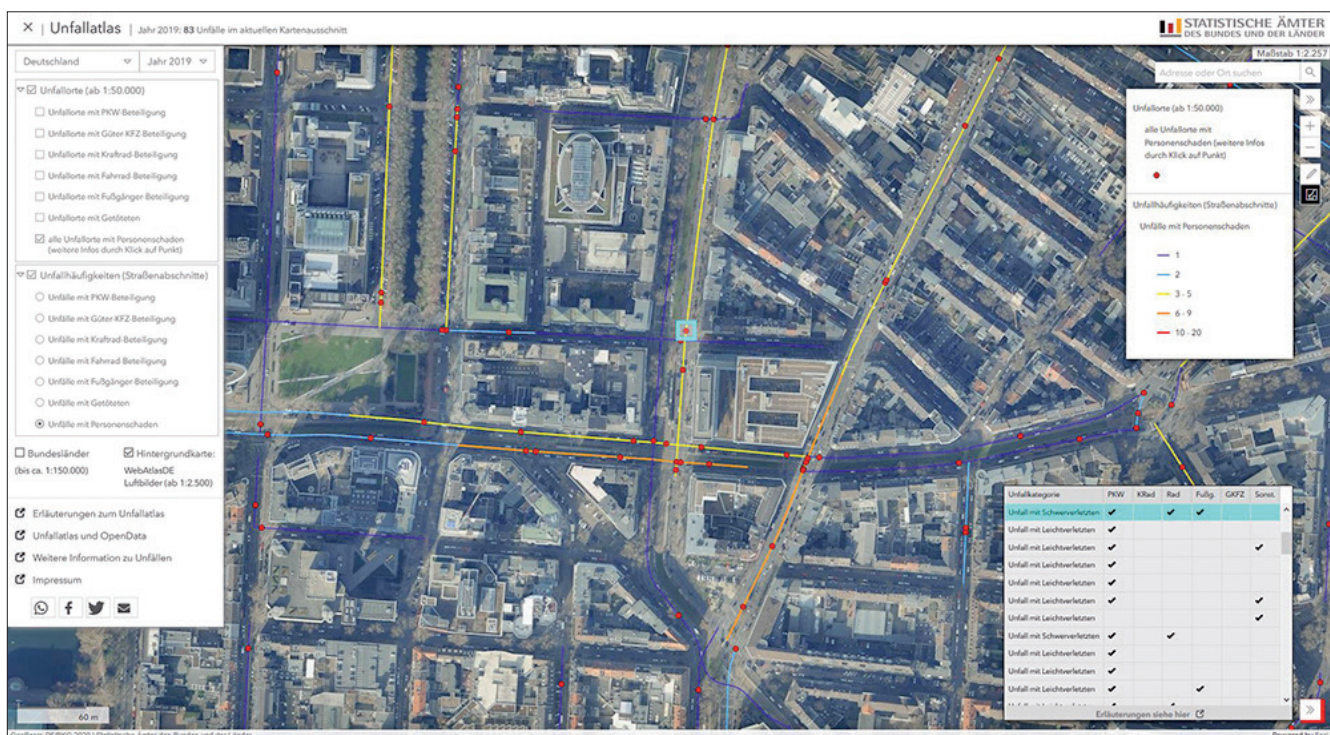 × | Unfallatlas | Jahr 2019: 83 Unfälle im aktuellen Kartenausschnitt
STATISTISCHE ÄMTER
DES BUNDES UND DER LÄNDER
Maßstab 1:2.257
Deutschland
Jahr 2019
Unfallorte (ab 1:50.000)
Unfallorte mit PKW-Beteiligung
Unfallorte mit Güter KFZ-Beteiligung
Unfallorte mit Kraftrad-Beteiligung
Unfallorte mit Fahrrad-Beteiligung
Unfallorte mit Fußgänger-Beteiligung
Unfallorte mit Getöteten
alle Unfallorte mit Personenschaden
(weitere Infos durch Klick auf Punkt)
Unfallhäufigkeiten (Straßenabschnitte)
Unfälle mit PKW-Beteiligung
Unfälle mit Güter-KFZ-Beteiligung
Unfälle mit Kraftrad-Beteiligung
Unfälle mit Fahrrad-Beteiligung
Unfälle mit Fußgänger-Beteiligung
Unfälle mit Getöteten
Unfälle mit Personenschaden
Bundesländer
(bis ca. 1:150.000)
Hintergrundkarte:
WebAtlasDE
Luftbilder (ab 1:2.500)
Erläuterungen zum Unfallatlas
Unfallatlas und OpenData
Weitere Information zu Unfällen
Impressum
60 m
Adresse oder Ort suchen
Unfallorte (ab 1:50.000)
alle Unfallorte mit
Personenschaden (weitere Infos
durch Klick auf Punkt)
Unfallhäufigkeiten (Straßenabschnitte)
Unfälle mit Personenschaden
1
2
3 - 5
6 - 9
10 - 20
Unfallkategorie PKW KRad Rad Fußg. GKFZ Sonst.
Unfall mit Schwerverletzten ✔ ✔ ✔
Unfall mit Leichtverletzten ✔
Unfall mit Leichtverletzten ✔ ✔
Unfall mit Leichtverletzten ✔
Unfall mit Leichtverletzten ✔
Unfall mit Leichtverletzten ✔ ✔
Unfall mit Leichtverletzten ✔ ✔
Unfall mit Schwerverletzten ✔ ✔
Unfall mit Leichtverletzten ✔
Unfall mit Leichtverletzten ✔
Unfall mit Leichtverletzten ✔ ✔
Erläuterungen siehe hier